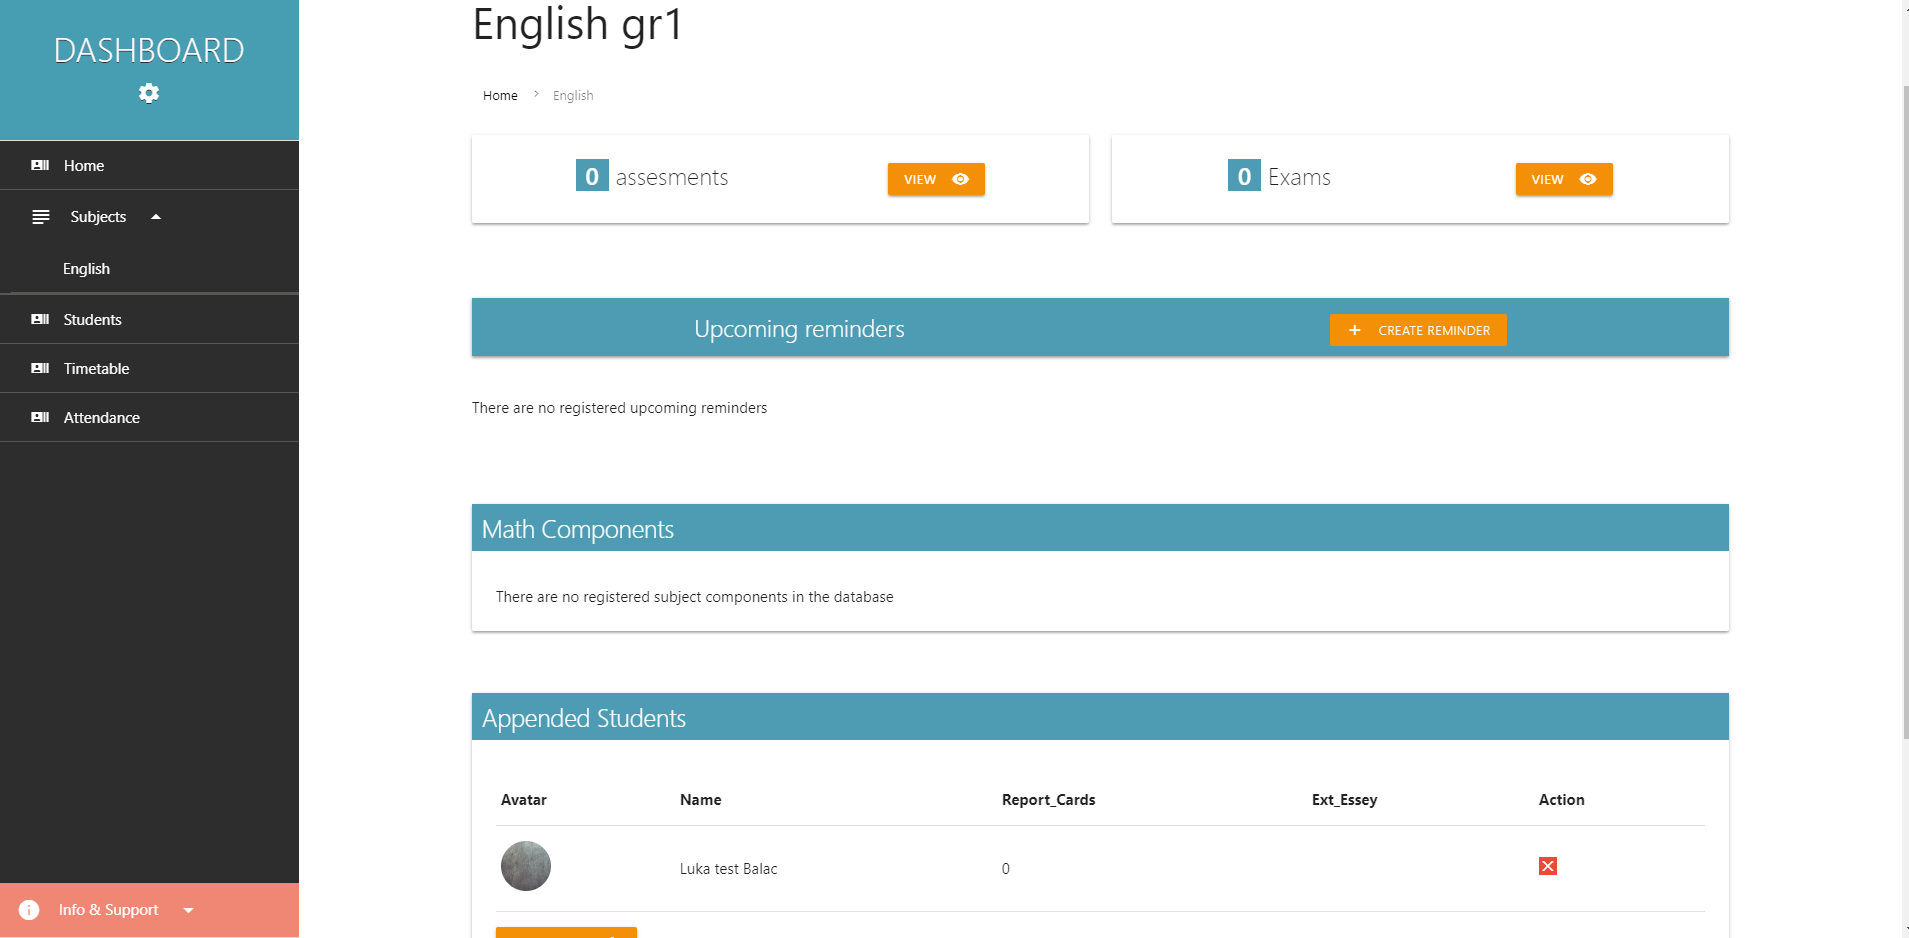 DASHBOARD
Home
Subjects
English
Students
Timetable
Attendance
Info & Support
English gr1
Home > English
0 assesments VIEW
0 Exams VIEW
Upcoming reminders + CREATE REMINDER
There are no registered upcoming reminders
Math Components
There are no registered subject components in the database
Appended Students
Avatar Name Report_Cards Ext_Essey Action
Luka test Balac 0